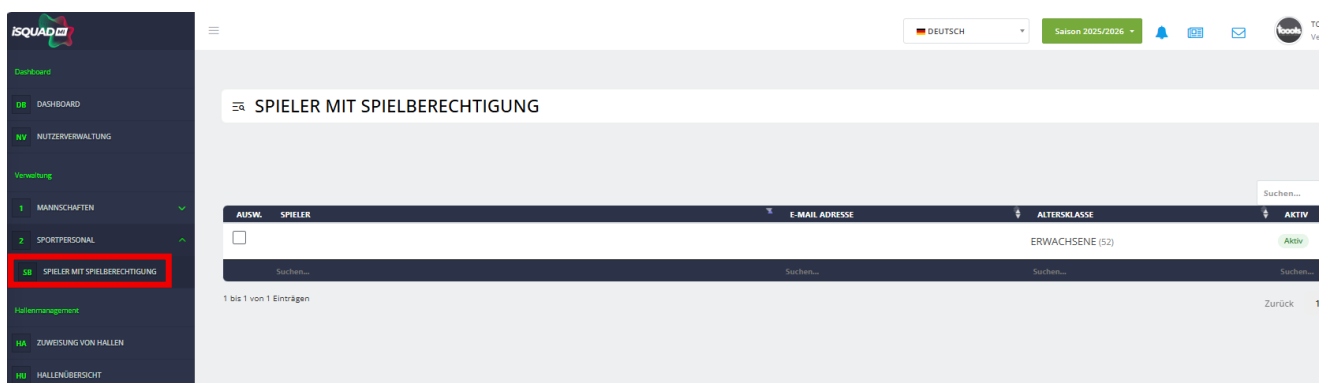 iSQUAD
DEUTSCH
Saison 2025/2026
toools
Dashboard
DB DASHBOARD
NV NUTZERVERWALTUNG
Verwaltung
1 MANNSCHAFTEN
2 SPORTPERSONAL
SB SPIELER MIT SPIELBERECHTIGUNG
Hallenmanagement
HA ZUWEISUNG VON HALLEN
HU HALLENÜBERSICHT
SPIELER MIT SPIELBERECHTIGUNG
Suchen...
AUSW. SPIELER E-MAIL ADRESSE ALTERSKLASSE AKTIV
ERWACHSENE (52) Aktiv
Suchen... Suchen... Suchen... Suchen...
1 bis 1 von 1 Einträgen
Zurück 1